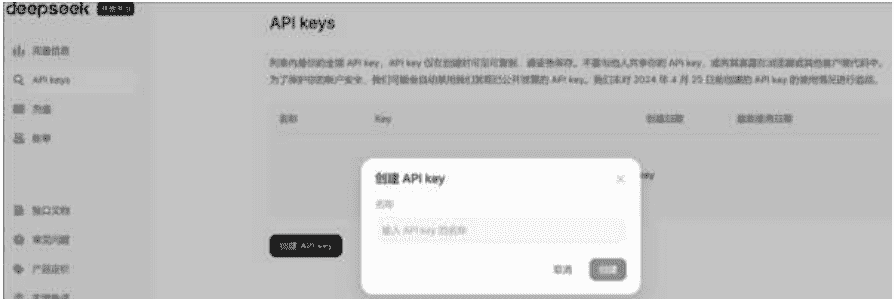 deepseek 开放平台
API keys
用量信息
API keys
充值
账单
接口文档
常见问题
产品定价
列表内是你的全部 API key，API key 仅在创建时可见可复制，请妥善保存。不要与他人共享你的 API key，或将其暴露在浏览器或其他客户端代码中。
为了保护你的帐户安全，我们可能会自动禁用我们发现已公开泄露的 API key。我们未对 2024 年 4 月 25 日前创建的 API key 的使用情况进行追踪。
名称 Key 创建日期 最新使用日期
key
创建 API key
创建 API key
×
名称
输入 API key 的名称
取消 创建